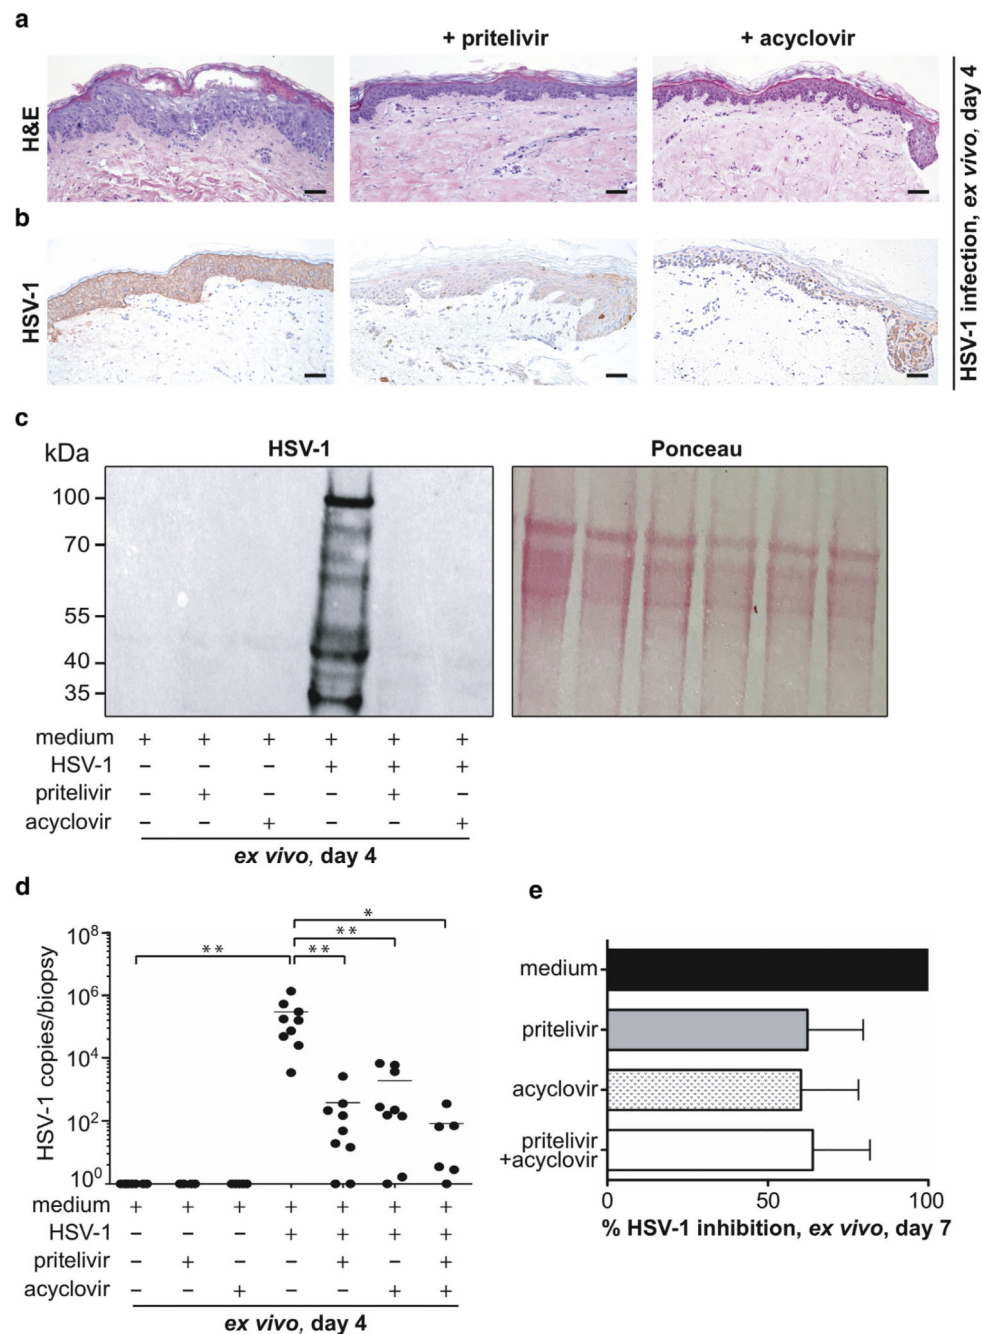 a
+ pritelivir + acyclovir
H&E
b
HSV-1
HSV-1 infection, ex vivo, day 4
c
kDa HSV-1 Ponceau
100
70
55
40
35
medium + + + + + +
HSV-1 – – – + + +
pritelivir – + – – + –
acyclovir – – + – – +
ex vivo, day 4
d
HSV-1 copies/biopsy
10^8
10^6
10^4
10^2
10^0
*
**
** **
medium + + + + + + +
HSV-1 – – – + + + +
pritelivir – + – – + – +
acyclovir – – + – – + +
ex vivo, day 4
e
medium
pritelivir
acyclovir
pritelivir
+acyclovir
0 50 100
% HSV-1 inhibition, ex vivo, day 7